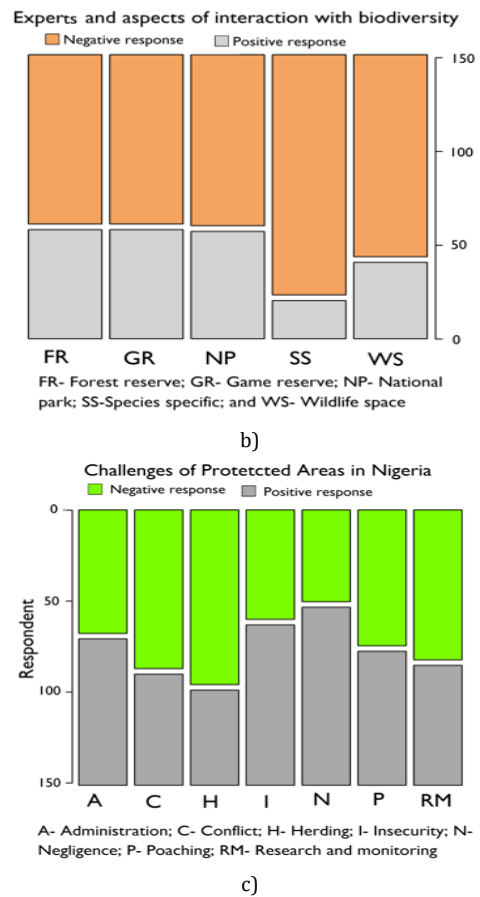 Experts and aspects of interaction with biodiversity
Negative response Positive response
150
100
50
0
FR GR NP SS WS
FR- Forest reserve; GR- Game reserve; NP- National
park; SS-Species specific; and WS- Wildlife space
b)
Challenges of Protetcted Areas in Nigeria
Negative response Positive response
0
50
100
150
Respondent
A C H I N P RM
A- Administration; C- Conflict; H- Herding; I- Insecurity; N-
Negligence; P- Poaching; RM- Research and monitoring
c)